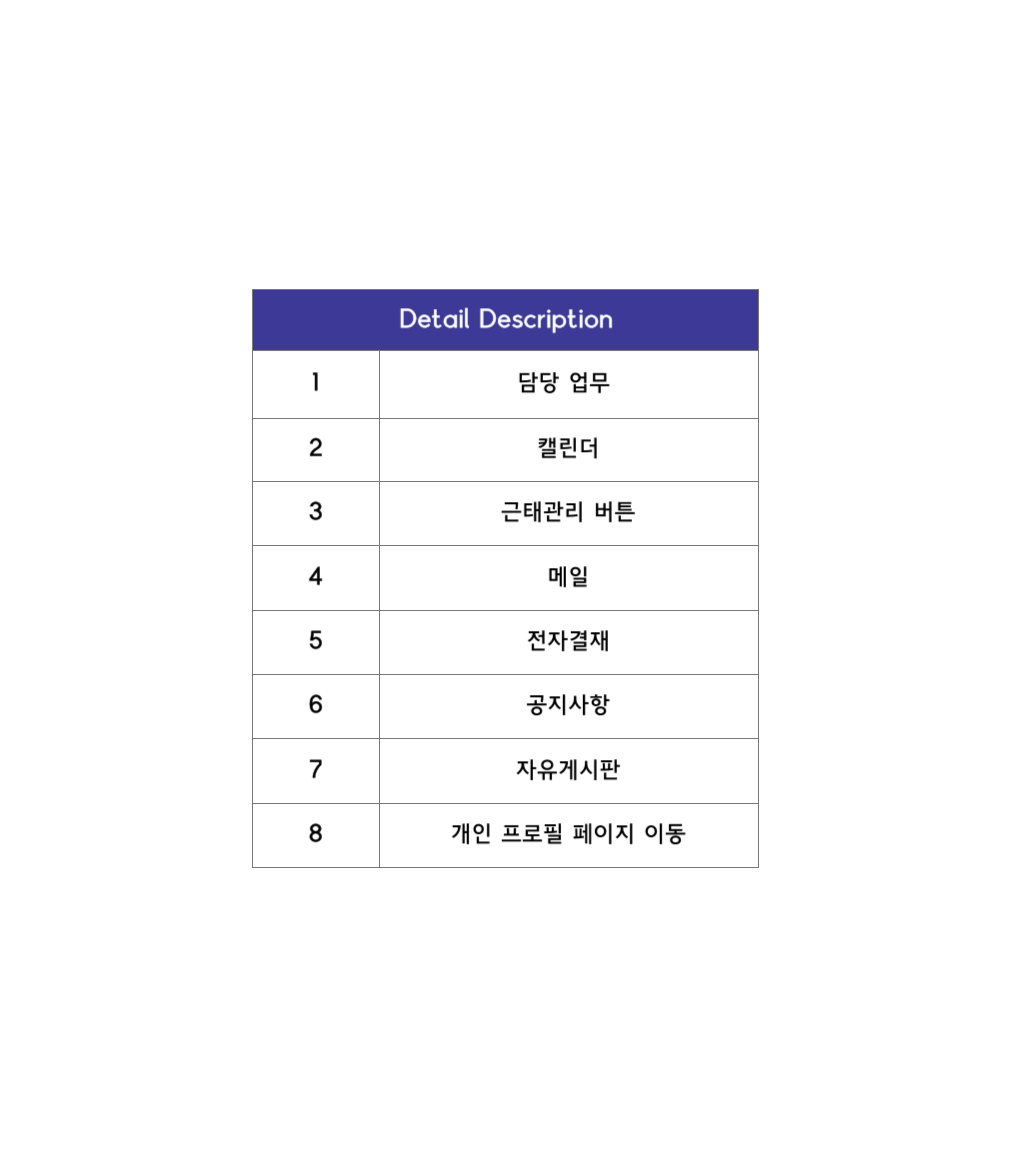 Detail Description
1 담당 업무
2 캘린더
3 근태관리 버튼
4 메일
5 전자결재
6 공지사항
7 자유게시판
8 개인 프로필 페이지 이동